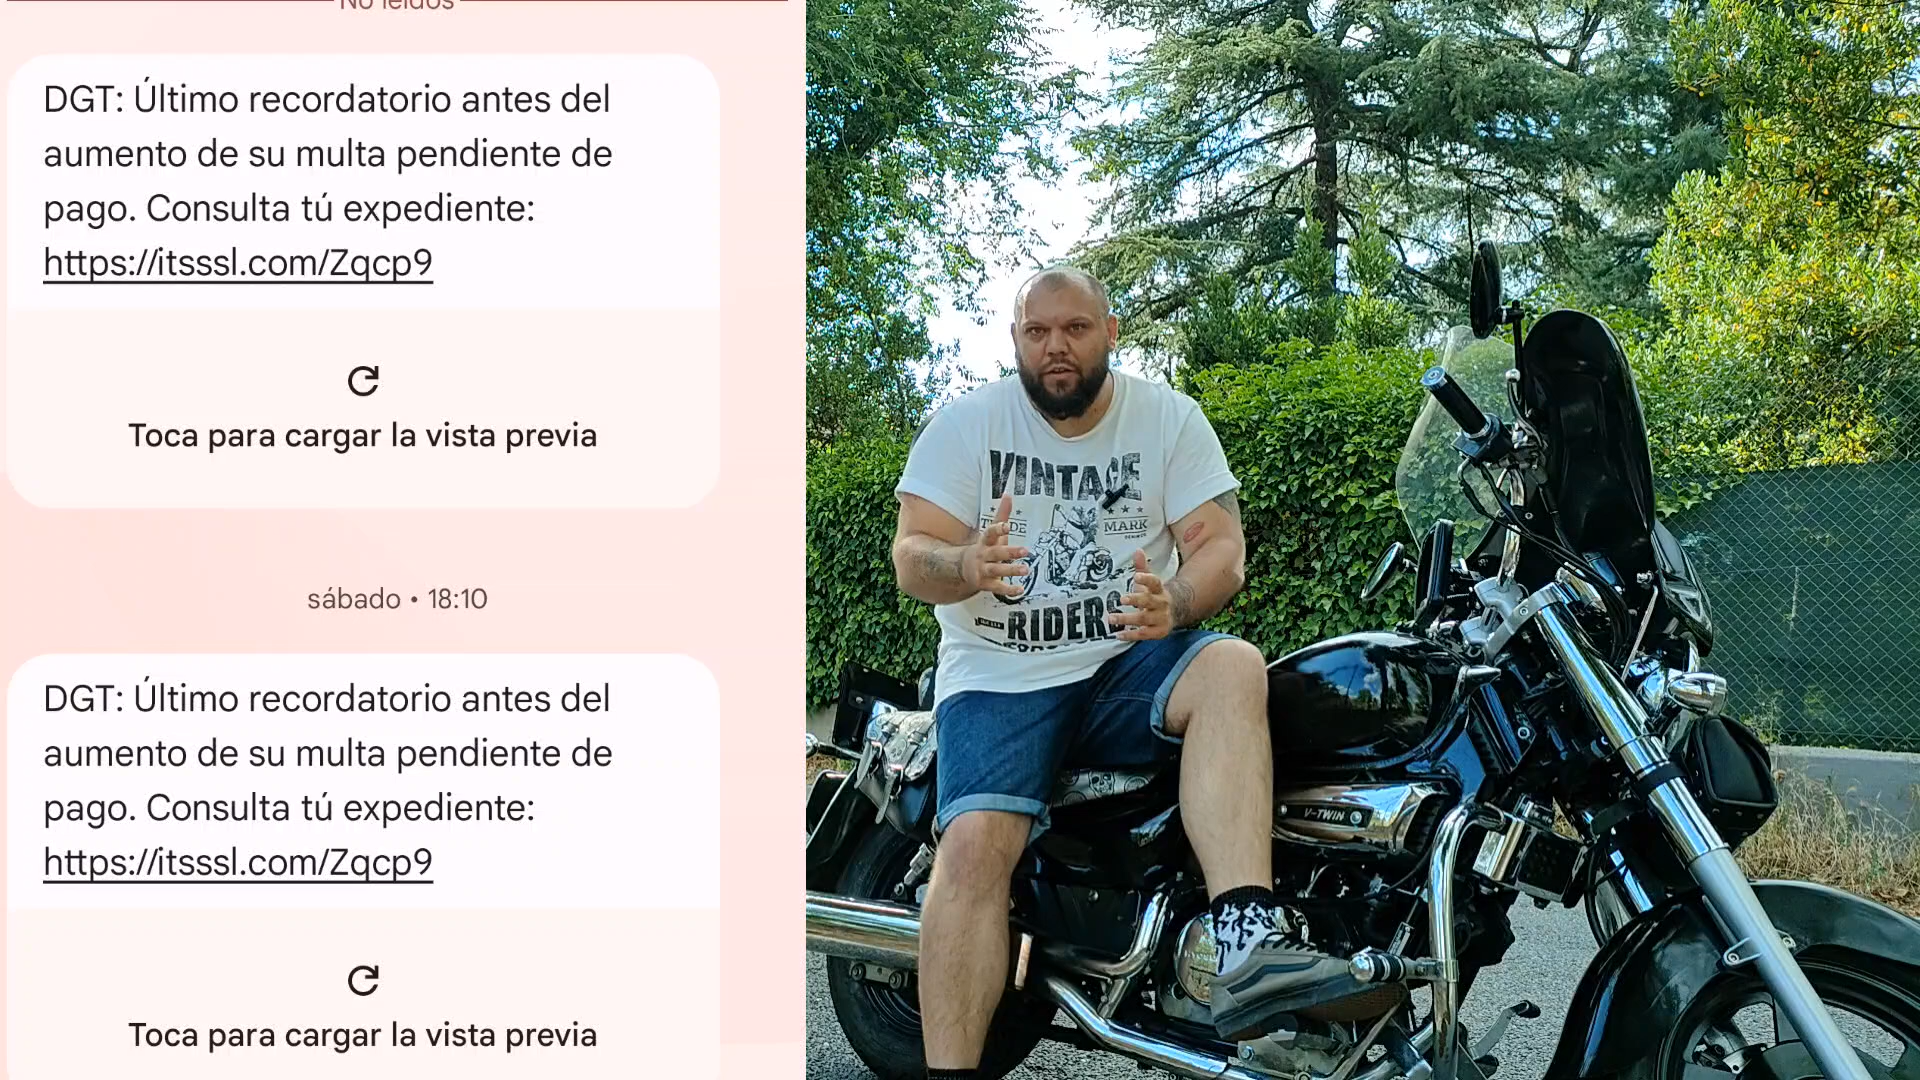 No leídos
DGT: Último recordatorio antes del
aumento de su multa pendiente de
pago. Consulta tú expediente:
https://itsssl.com/Zqcp9
Toca para cargar la vista previa
sábado • 18:10
DGT: Último recordatorio antes del
aumento de su multa pendiente de
pago. Consulta tú expediente:
https://itsssl.com/Zqcp9
Toca para cargar la vista previa
VINTAGE
MARK
RIDERS
V-TWIN